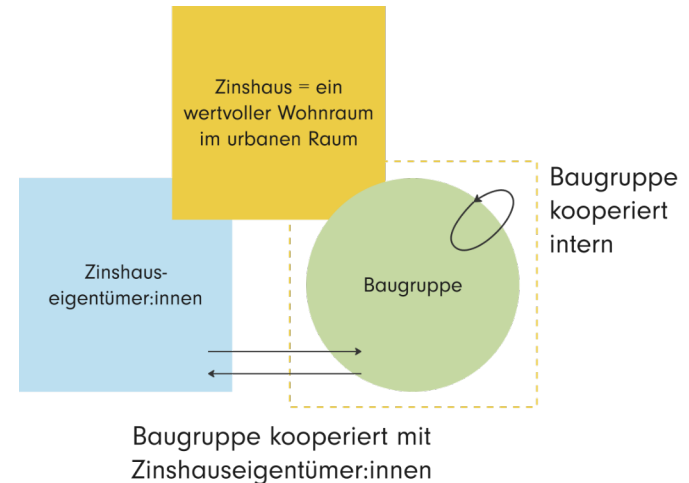 Zinshaus = ein
wertvoller Wohnraum
im urbanen Raum
Baugruppe
kooperiert
intern
Zinshaus-
eigentümer:innen
Baugruppe
Baugruppe kooperiert mit
Zinshauseigentümer:innen